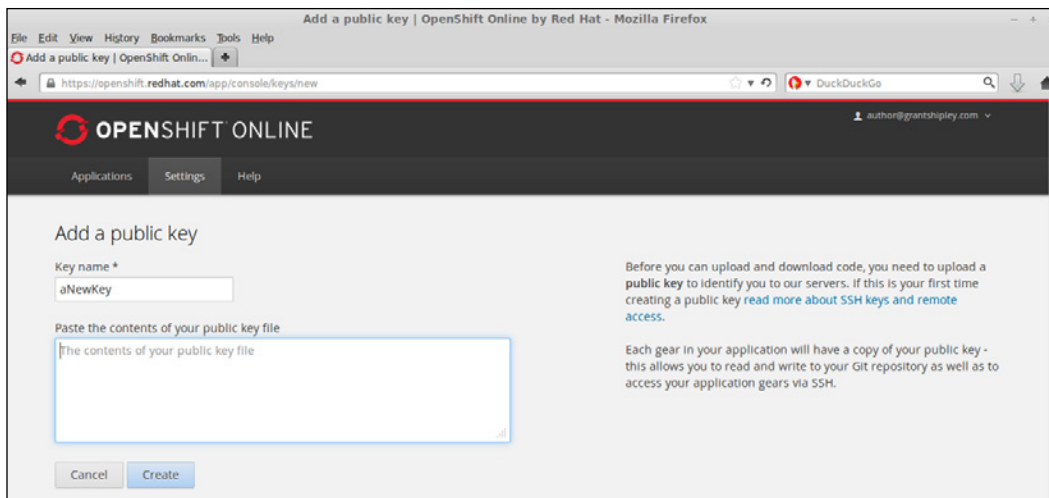 Add a public key | OpenShift Online by Red Hat - Mozilla Firefox
File Edit View History Bookmarks Tools Help
Add a public key | OpenShift Onlin...
https://openshift.redhat.com/app/console/keys/new
DuckDuckGo
OPENSHIFT ONLINE
author@grantshipley.com
Applications Settings Help
Add a public key
Key name *
aNewKey
Paste the contents of your public key file
The contents of your public key file
Cancel Create
Before you can upload and download code, you need to upload a
public key to identify you to our servers. If this is your first time
creating a public key read more about SSH keys and remote
access.
Each gear in your application will have a copy of your public key -
this allows you to read and write to your Git repository as well as to
access your application gears via SSH.